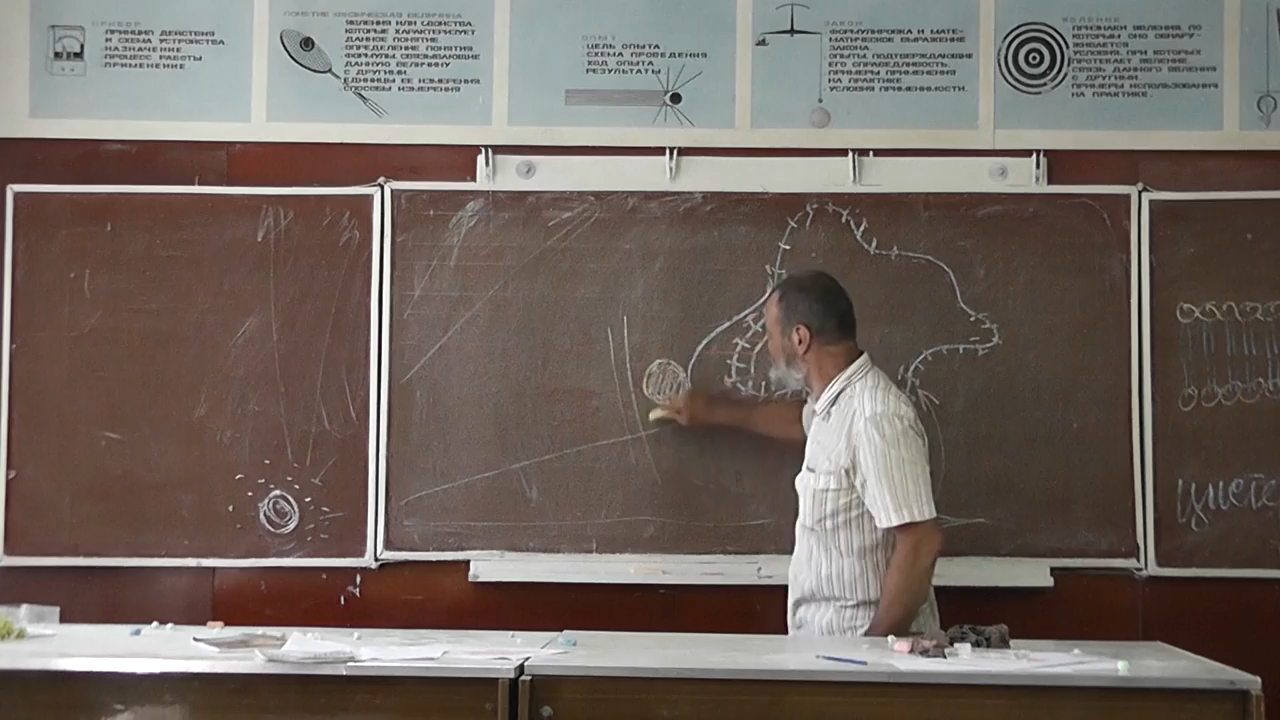 ПРИБОР
· ПРИНЦИП ДЕЙСТВИЯ
И СХЕМА УСТРОЙСТВА.
· НАЗНАЧЕНИЕ.
· ПРОЦЕСС РАБОТЫ
· ПРИМЕНЕНИЕ
ПОНЯТИЕ ФИЗИЧЕСКАЯ ВЕЛИЧИНА
ЯВЛЕНИЯ ИЛИ СВОЙСТВА,
КОТОРЫЕ ХАРАКТЕРИЗУЕТ
ДАННОЕ ПОНЯТИЕ.
· ОПРЕДЕЛЕНИЕ ПОНЯТИЯ.
ФОРМУЛЫ, СВЯЗЫВАЮЩИЕ
ДАННУЮ ВЕЛИЧИНУ
С ДРУГИМИ.
ЕДИНИЦЫ ЕЕ ИЗМЕРЕНИЯ
СПОСОБЫ ИЗМЕРЕНИЯ
ОПЫТ
· ЦЕЛЬ ОПЫТА
· СХЕМА ПРОВЕДЕНИЯ.
· ХОД ОПЫТА
· РЕЗУЛЬТАТЫ
ЗАКОН
· ФОРМУЛИРОВКА И МАТЕ-
МАТИЧЕСКОЕ ВЫРАЖЕНИЕ
ЗАКОНА.
· ОПЫТЫ, ПОДТВЕРЖДАЮЩИЕ
ЕГО СПРАВЕДЛИВОСТЬ.
· ПРИМЕРЫ ПРИМЕНЕНИЯ
НА ПРАКТИКЕ.
· УСЛОВИЯ ПРИМЕНИМОСТИ.
ЯВЛЕНИЕ
· ПРИЗНАКИ ЯВЛЕНИЯ, ПО
КОТОРЫМ ОНО ОБНАРУ-
ЖИВАЕТСЯ
· УСЛОВИЯ, ПРИ КОТОРЫХ
ПРОТЕКАЕТ ЯВЛЕНИЕ.
· СВЯЗЬ ДАННОГО ЯВЛЕНИЯ
С ДРУГИМИ.
· ПРИМЕРЫ ИСПОЛЬЗОВАНИЯ
НА ПРАКТИКЕ.